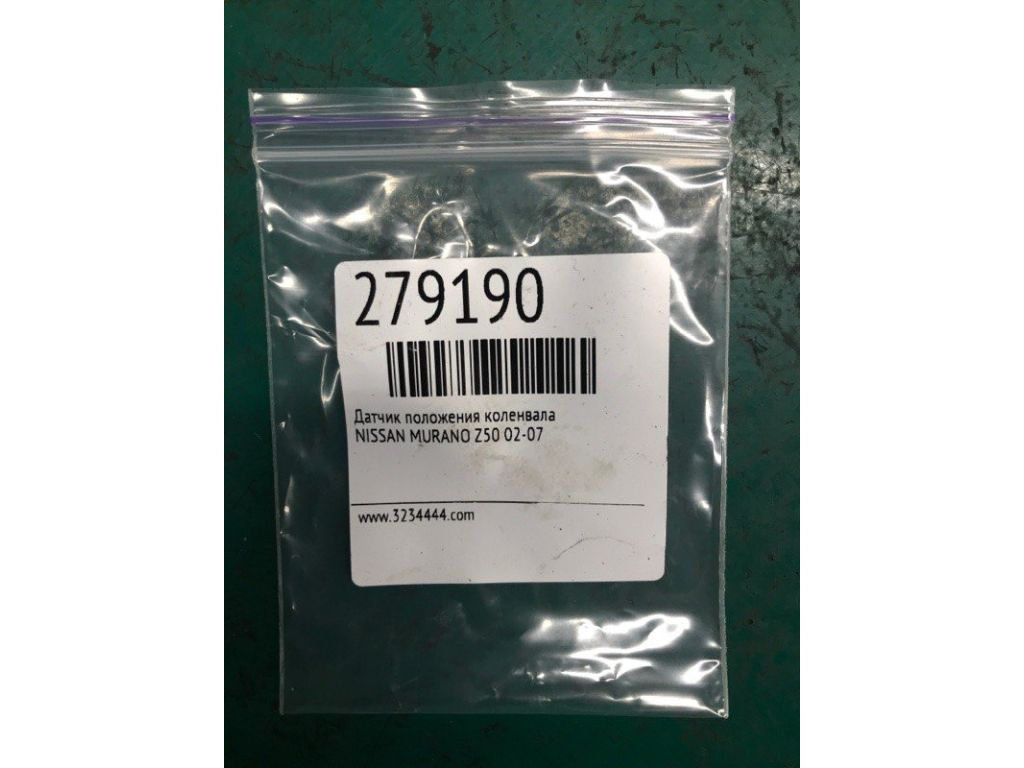 279190
Датчик положения коленвала
NISSAN MURANO Z50 02-07
www.3234444.com